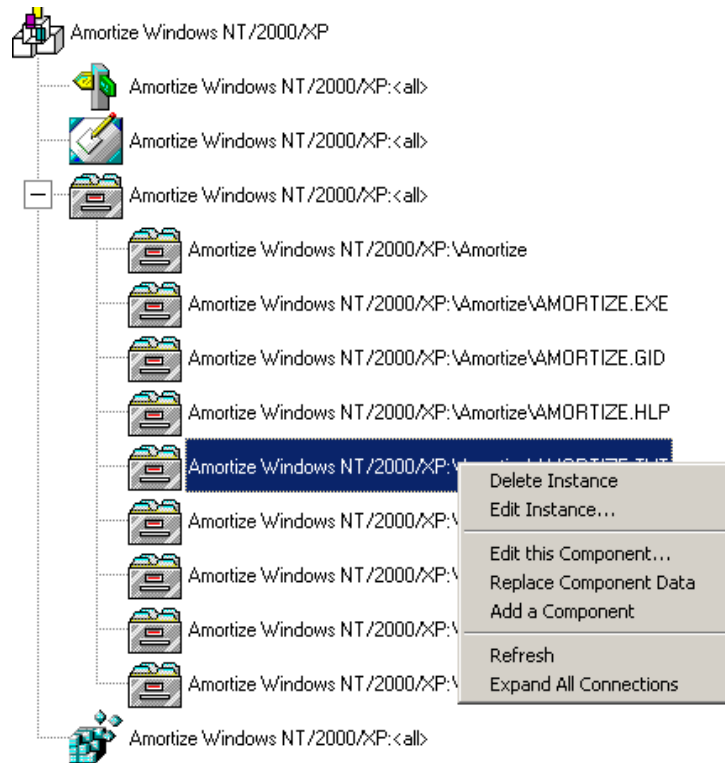 Amortize Windows NT/2000/XP
Amortize Windows NT/2000/XP:<all>
Amortize Windows NT/2000/XP:<all>
Amortize Windows NT/2000/XP:<all>
Amortize Windows NT/2000/XP:\Amortize
Amortize Windows NT/2000/XP:\Amortize\AMORTIZE.EXE
Amortize Windows NT/2000/XP:\Amortize\AMORTIZE.GID
Amortize Windows NT/2000/XP:\Amortize\AMORTIZE.HLP
Amortize Windows NT/2000/XP:\Amortize\AMORTIZE.TXT
Delete Instance
Edit Instance...
Amortize Windows NT/2000/XP:\
Edit this Component...
Amortize Windows NT/2000/XP:\
Replace Component Data
Add a Component
Amortize Windows NT/2000/XP:\
Refresh
Amortize Windows NT/2000/XP:\
Expand All Connections
Amortize Windows NT/2000/XP:<all>